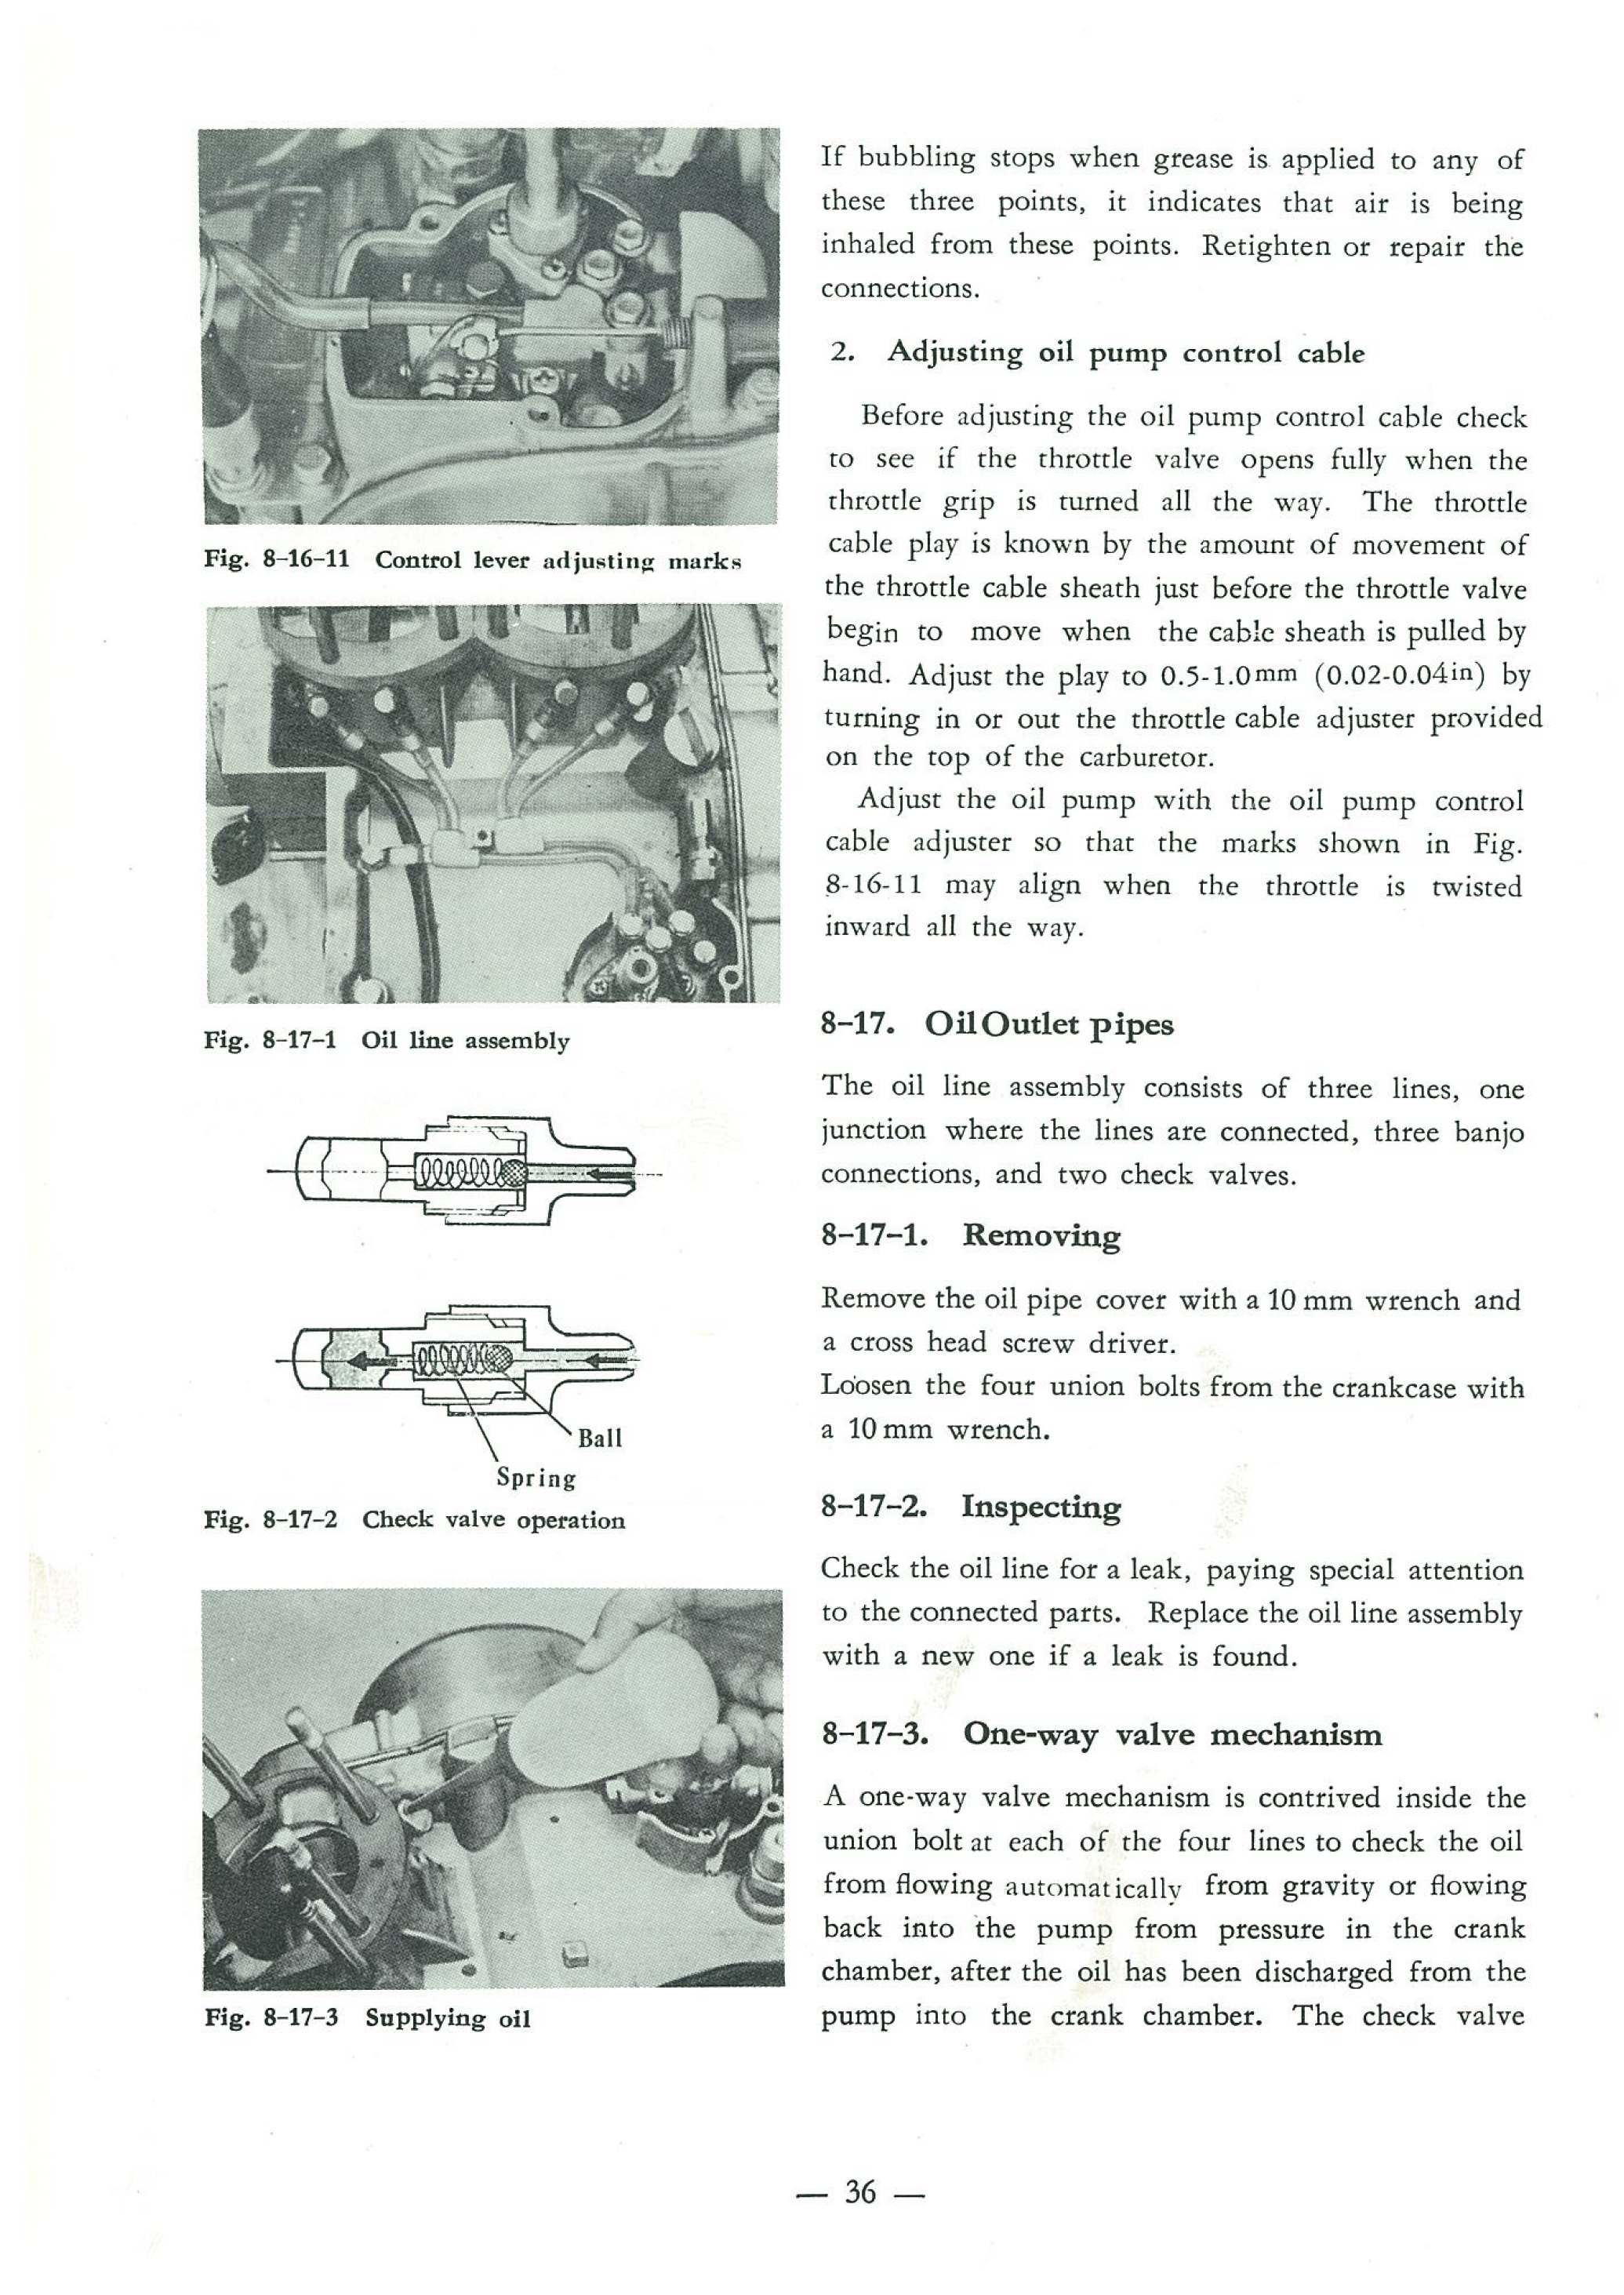 Fig. 8-16-11 Control lever adjusting marks
Fig. 8-17-1 Oil line assembly
Ball
Spring
Fig. 8-17-2 Check valve operation
Fig. 8-17-3 Supplying oil
If bubbling stops when grease is applied to any of
these three points, it indicates that air is being
inhaled from these points. Retighten or repair the
connections.
2. Adjusting oil pump control cable
Before adjusting the oil pump control cable check
to see if the throttle valve opens fully when the
throttle grip is turned all the way. The throttle
cable play is known by the amount of movement of
the throttle cable sheath just before the throttle valve
begin to move when the cable sheath is pulled by
hand. Adjust the play to 0.5-1.0mm (0.02-0.04in) by
turning in or out the throttle cable adjuster provided
on the top of the carburetor.
Adjust the oil pump with the oil pump control
cable adjuster so that the marks shown in Fig.
8-16-11 may align when the throttle is twisted
inward all the way.
8-17. Oil Outlet pipes
The oil line assembly consists of three lines, one
junction where the lines are connected, three banjo
connections, and two check valves.
8-17-1. Removing
Remove the oil pipe cover with a 10 mm wrench and
a cross head screw driver.
Loosen the four union bolts from the crankcase with
a 10 mm wrench.
8-17-2. Inspecting
Check the oil line for a leak, paying special attention
to the connected parts. Replace the oil line assembly
with a new one if a leak is found.
8-17-3. One-way valve mechanism
A one-way valve mechanism is contrived inside the
union bolt at each of the four lines to check the oil
from flowing automatically from gravity or flowing
back into the pump from pressure in the crank
chamber, after the oil has been discharged from the
pump into the crank chamber. The check valve
— 36 —